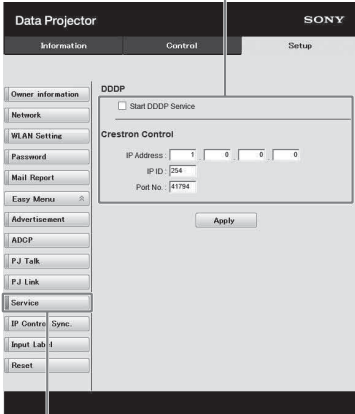 Data Projector SONY
Information Control Setup
Owner information
Network
WLAN Setting
Password
Mail Report
Easy Menu
Advertisement
ADCP
PJ Talk
PJ Link
Service
IP Control Sync.
Input Label
Reset
DDDP
Start DDDP Service
Crestron Control
IP Address : 1 . 0 . 0 . 0
IP ID : 254
Port No. : 41794
Apply